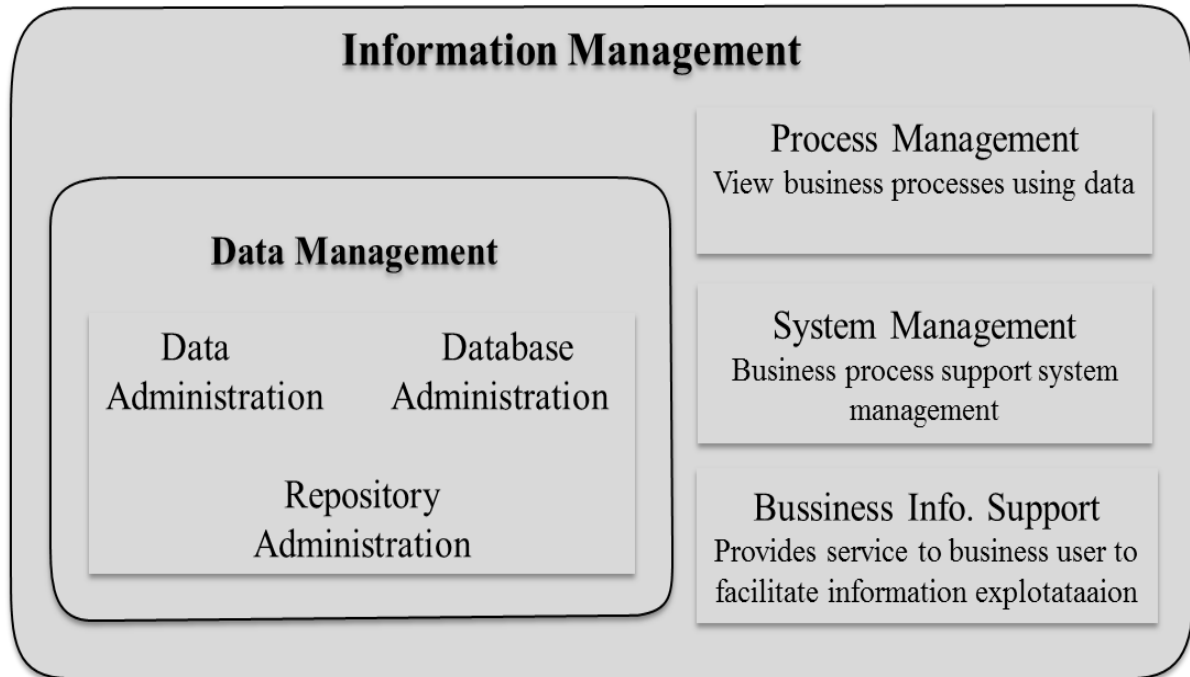 Information Management
Data Management
Data
Administration
Database
Administration
Repository
Administration
Process Management
View business processes using data
System Management
Business process support system
management
Bussiness Info. Support
Provides service to business user to
facilitate information explotataaion